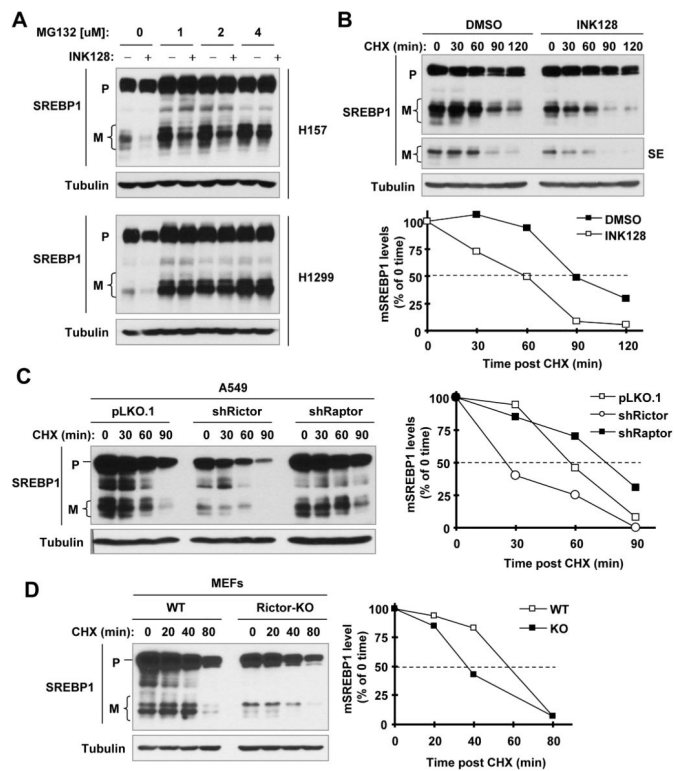 A
MG132 [uM]: 0 1 2 4
INK128: – + – + – + – +
P
SREBP1
M
H157
Tubulin
P
SREBP1
M
H1299
Tubulin
B
DMSO INK128
CHX (min): 0 30 60 90 120 0 30 60 90 120
P
SREBP1
M
M
SE
Tubulin
mSREBP1 levels
(% of 0 time)
100
75
50
25
0
DMSO
INK128
0 30 60 90 120
Time post CHX (min)
C
A549
pLKO.1 shRictor shRaptor
CHX (min): 0 30 60 90 0 30 60 90 0 30 60 90
P
SREBP1
M
Tubulin
mSREBP1 levels
(% of 0 time)
100
75
50
25
0
pLKO.1
shRictor
shRaptor
0 30 60 90
Time post CHX (min)
D
MEFs
WT Rictor-KO
CHX (min): 0 20 40 80 0 20 40 80
P
SREBP1
M
Tubulin
mSREBP1 level
(% of 0 time)
100
75
50
25
0
WT
KO
0 20 40 60 80
Time post CHX (min)